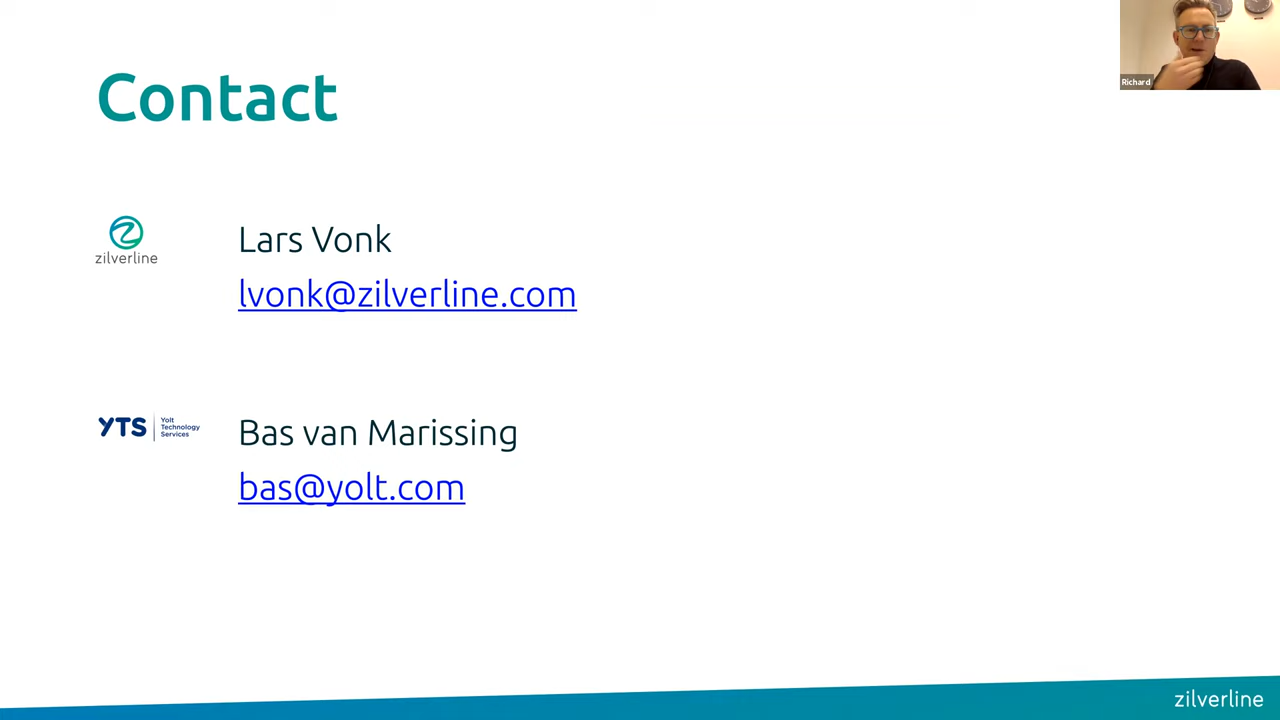 Contact
Richard
zilverline
Lars Vonk
lvonk@zilverline.com
YTS
Yolt
Technology
Services
Bas van Marissing
bas@yolt.com
zilverline